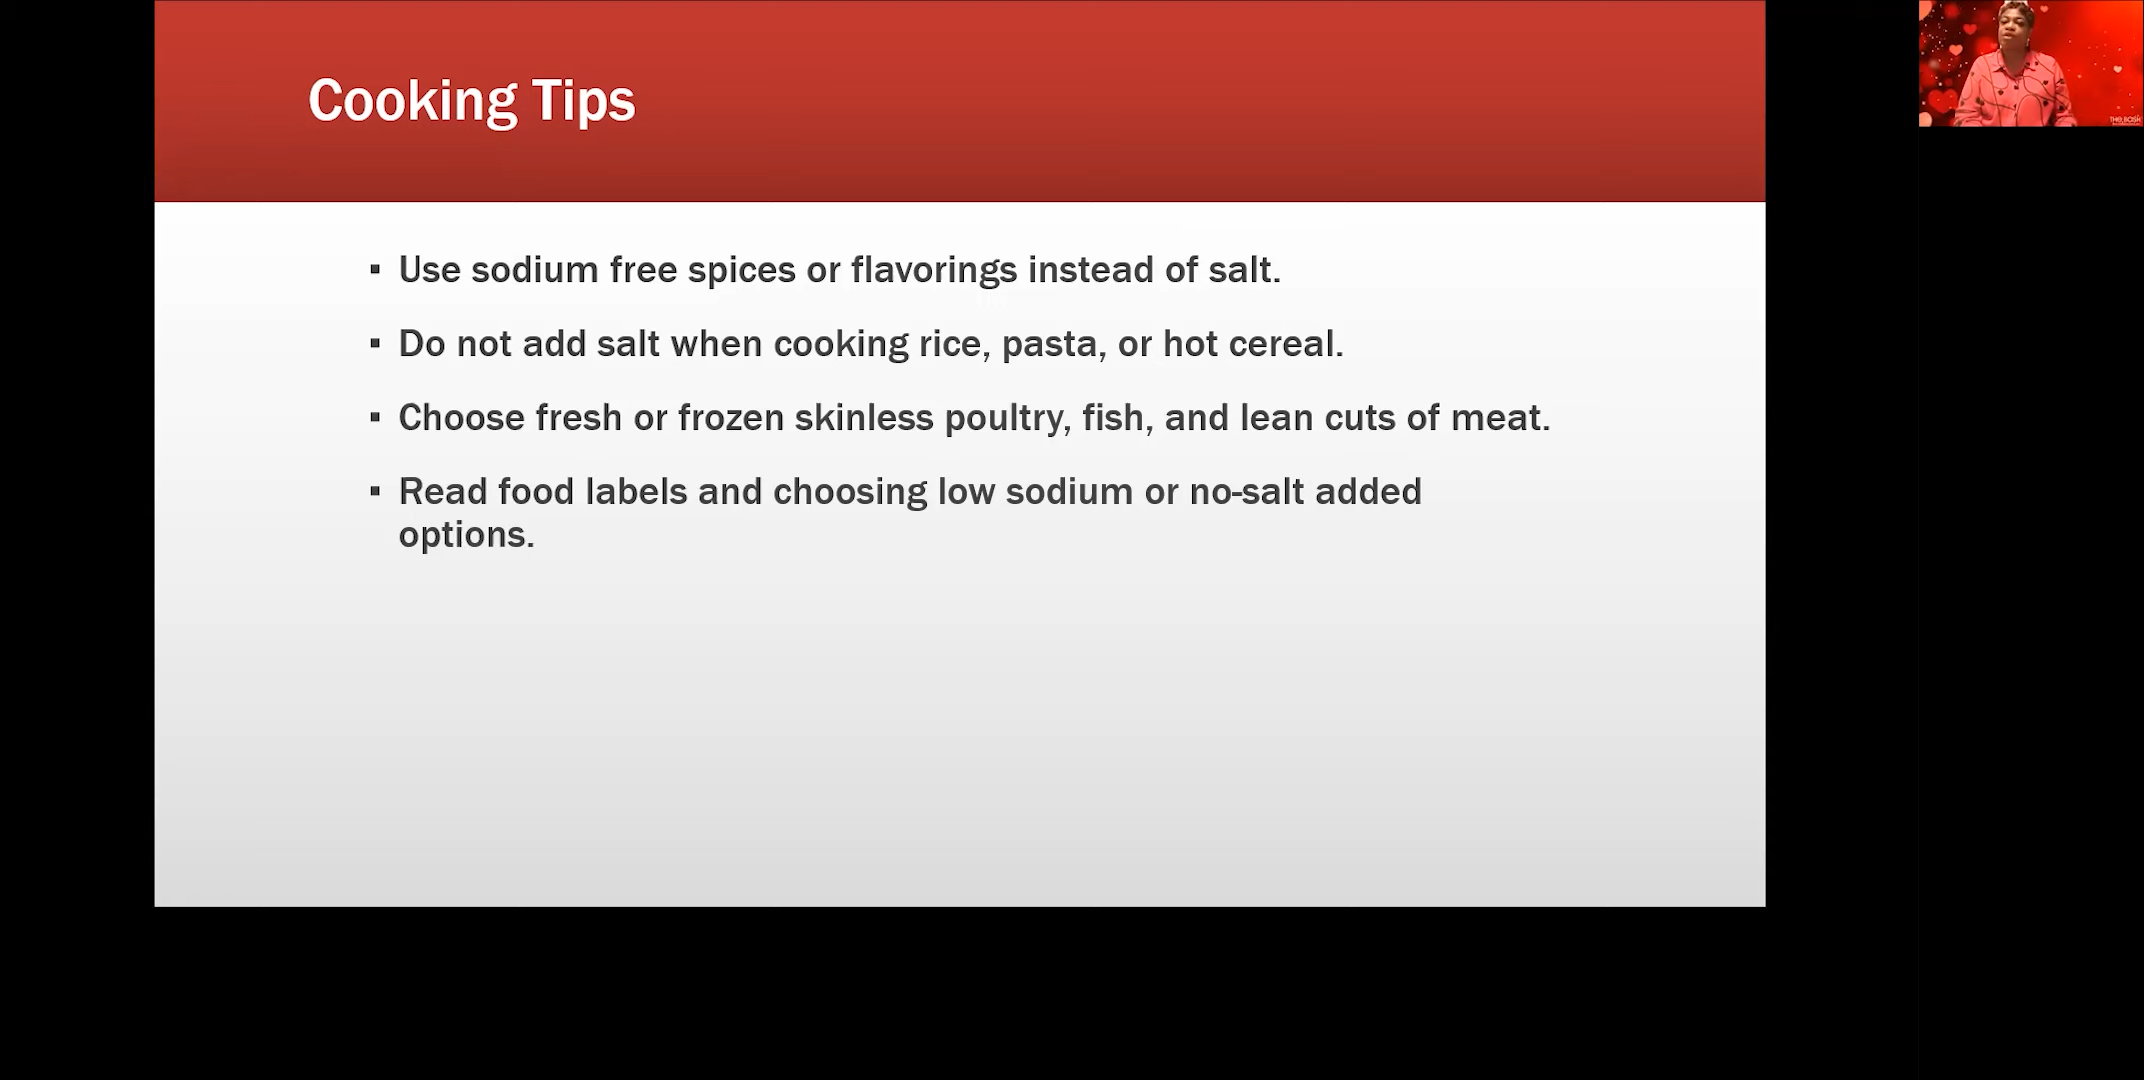 Cooking Tips
▪ Use sodium free spices or flavorings instead of salt.
▪ Do not add salt when cooking rice, pasta, or hot cereal.
▪ Choose fresh or frozen skinless poultry, fish, and lean cuts of meat.
▪ Read food labels and choosing low sodium or no-salt added
options.